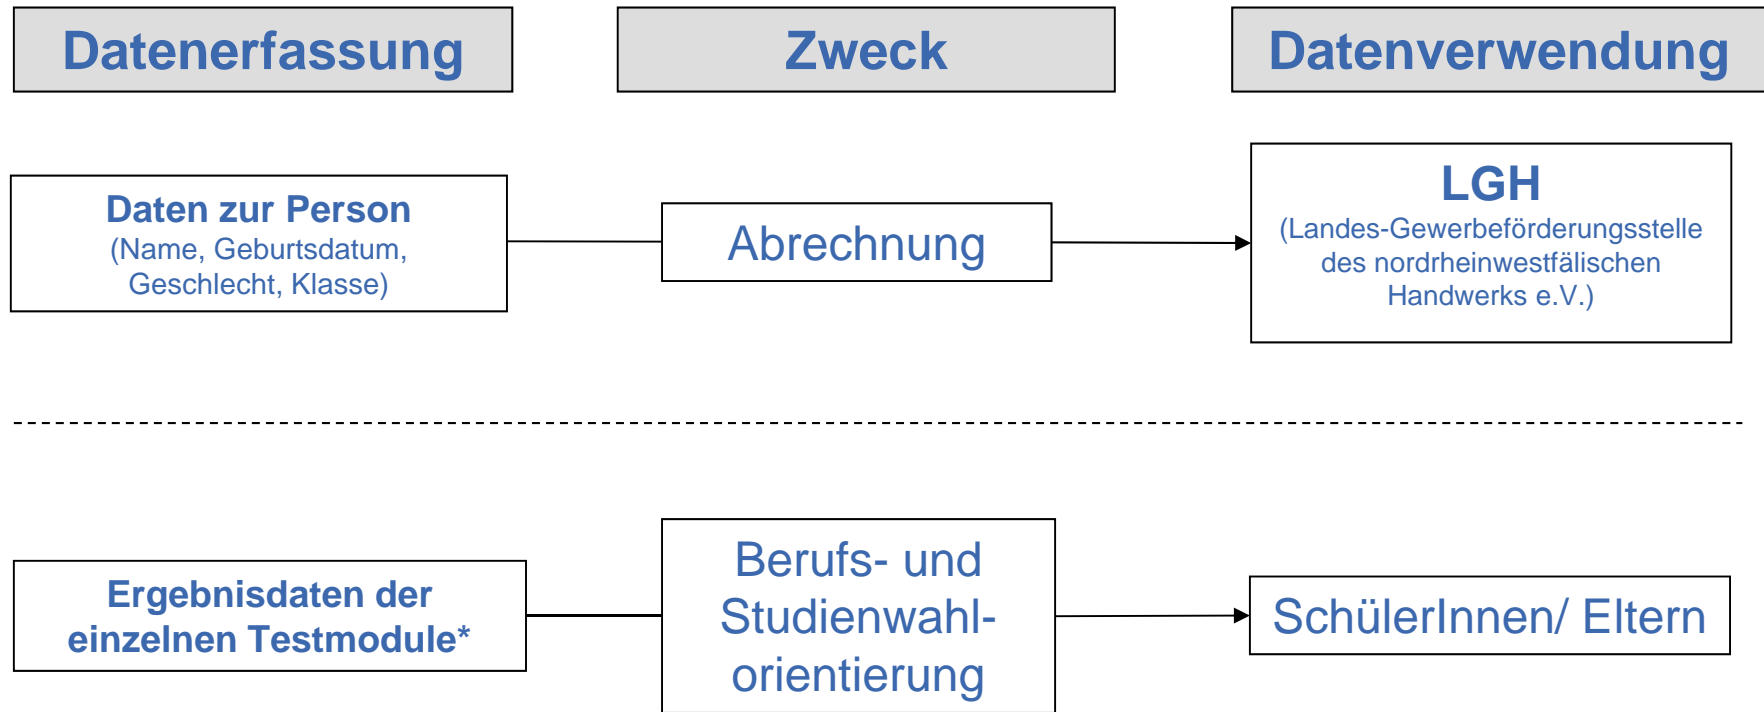 Datenerfassung
Zweck
Datenverwendung
Daten zur Person
(Name, Geburtsdatum,
Geschlecht, Klasse)
Abrechnung
LGH
(Landes-Gewerbeförderungsstelle
des nordrheinwestfälischen
Handwerks e.V.)
Ergebnisdaten der
einzelnen Testmodule*
Berufs- und
Studienwahl-
orientierung
SchülerInnen/ Eltern